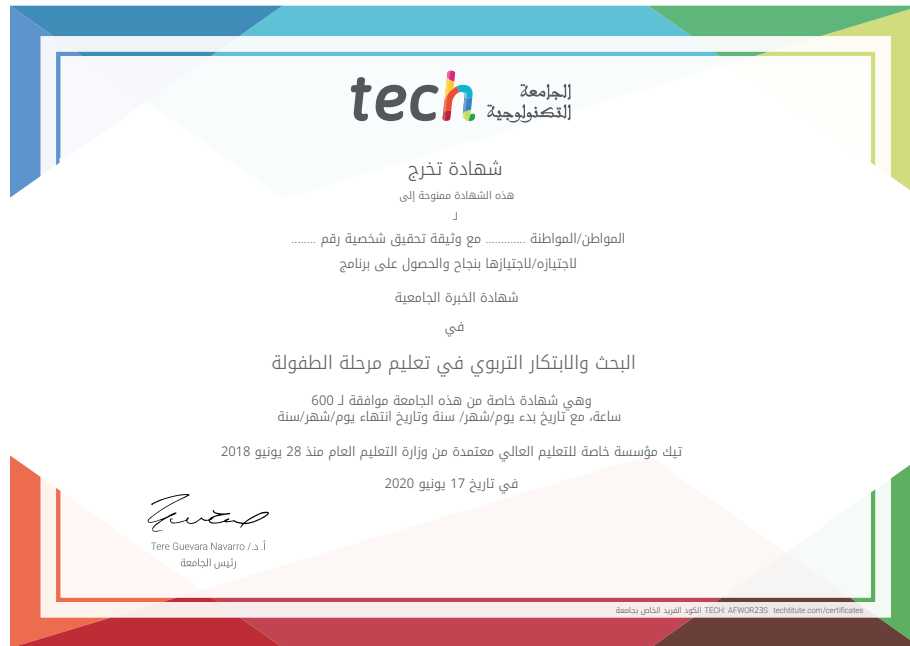 tech الجامعة
التكنولوجية
شهادة تخرج
هذه الشهادة ممنوحة إلى
لـ
المواطن/المواطنة ............ مع وثيقة تحقيق شخصية رقم ........
لاجتيازه/لاجتيازها بنجاح والحصول على برنامج
شهادة الخبرة الجامعية
في
البحث والابتكار التربوي في تعليم مرحلة الطفولة
وهي شهادة خاصة من هذه الجامعة موافقة لـ 600
ساعة، مع تاريخ بدء يوم/شهر/ سنة وتاريخ انتهاء يوم/شهر/سنة
تيك مؤسسة خاصة للتعليم العالي معتمدة من وزارة التعليم العام منذ 28 يونيو 2018
في تاريخ 17 يونيو 2020
أ.د./ Tere Guevara Navarro
رئيس الجامعة
الكود الفريد الخاص بجامعة TECH: AFWOR23S techtitute.com/certificates